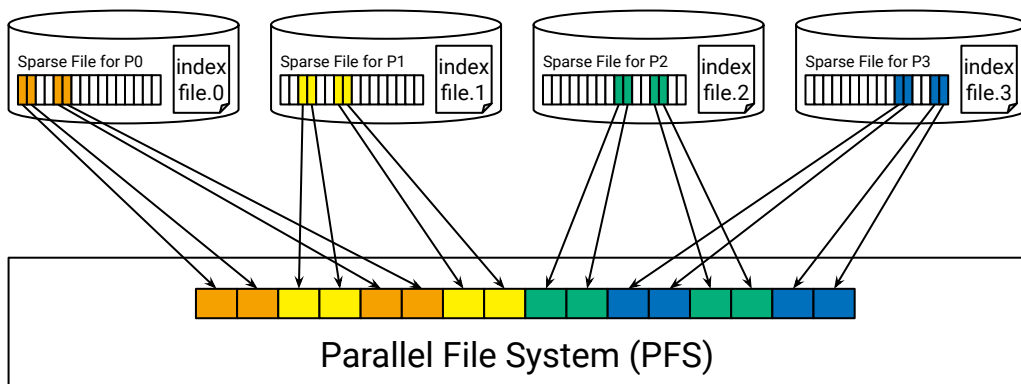 Sparse File for P0
index
file.0
Sparse File for P1
index
file.1
Sparse File for P2
index
file.2
Sparse File for P3
index
file.3
Parallel File System (PFS)